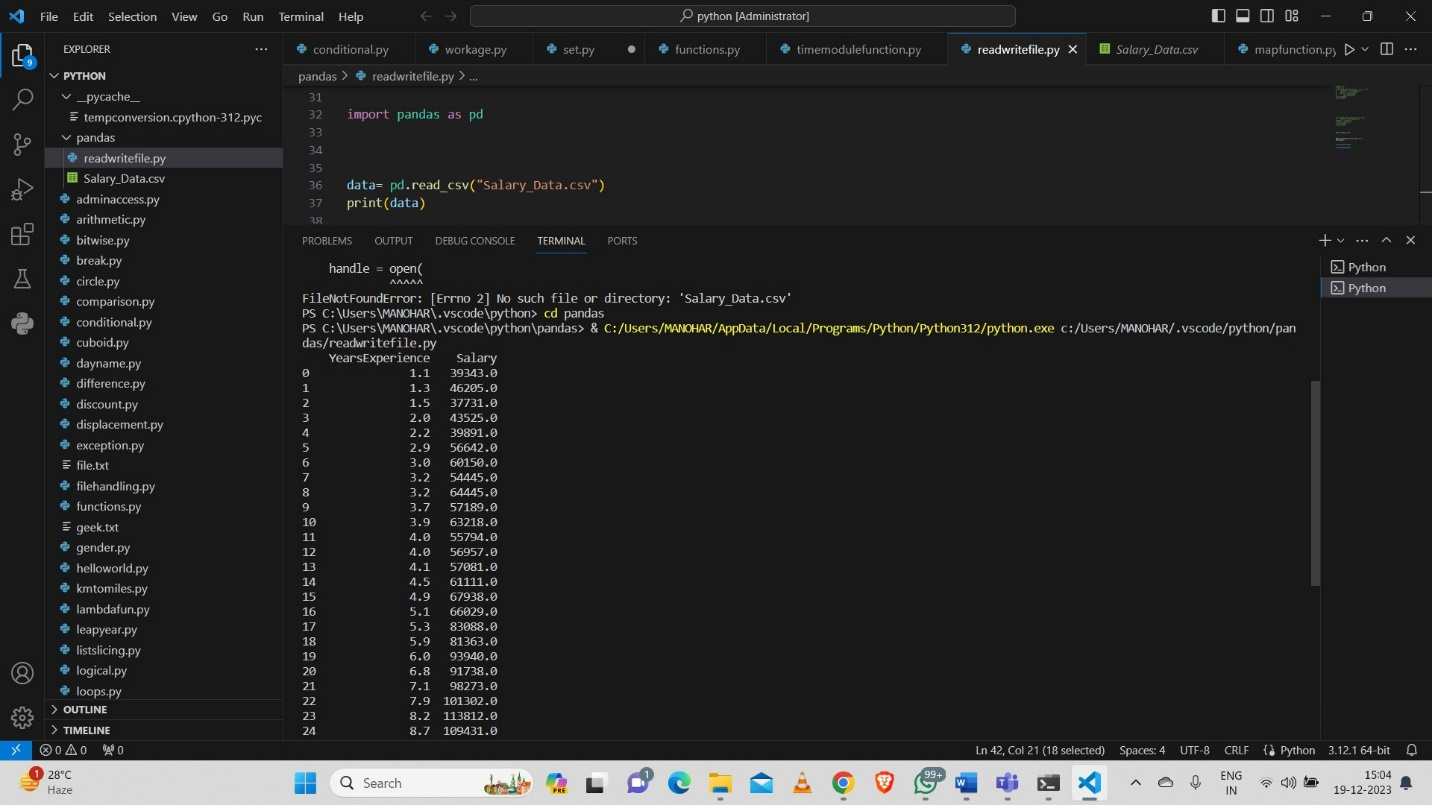 File Edit Selection View Go Run Terminal Help
python [Administrator]
EXPLORER
PYTHON
__pycache__
tempconversion.cpython-312.pyc
pandas
readwritefile.py
Salary_Data.csv
adminaccess.py
arithmetic.py
bitwise.py
break.py
circle.py
comparison.py
conditional.py
cuboid.py
dayname.py
difference.py
discount.py
displacement.py
exception.py
file.txt
filehandling.py
functions.py
geek.txt
gender.py
helloworld.py
kmtomiles.py
lambdafun.py
leapyear.py
listslicing.py
logical.py
loops.py
OUTLINE
TIMELINE
9
conditional.py workage.py set.py functions.py timemodulefunction.py readwritefile.py Salary_Data.csv mapfunction.py
pandas > readwritefile.py > ...
31
32 import pandas as pd
33
34
35
36 data= pd.read_csv("Salary_Data.csv")
37 print(data)
38
PROBLEMS OUTPUT DEBUG CONSOLE TERMINAL PORTS
Python
Python
handle = open(
^^^^^
FileNotFoundError: [Errno 2] No such file or directory: 'Salary_Data.csv'
PS C:\Users\MANOHAR\.vscode\python> cd pandas
PS C:\Users\MANOHAR\.vscode\python\pandas> & C:/Users/MANOHAR/AppData/Local/Programs/Python/Python312/python.exe c:/Users/MANOHAR/.vscode/python/pan
das/readwritefile.py
YearsExperience Salary
0 1.1 39343.0
1 1.3 46205.0
2 1.5 37731.0
3 2.0 43525.0
4 2.2 39891.0
5 2.9 56642.0
6 3.0 60150.0
7 3.2 54445.0
8 3.2 64445.0
9 3.7 57189.0
10 3.9 63218.0
11 4.0 55794.0
12 4.0 56957.0
13 4.1 57081.0
14 4.5 61111.0
15 4.9 67938.0
16 5.1 66029.0
17 5.3 83088.0
18 5.9 81363.0
19 6.0 93940.0
20 6.8 91738.0
21 7.1 98273.0
22 7.9 101302.0
23 8.2 113812.0
24 8.7 109431.0
0 0 0 Ln 42, Col 21 (18 selected) Spaces: 4 UTF-8 CRLF Python 3.12.1 64-bit
1 28°C
Haze
Search
PRE
1
99+
ENG
IN
15:04
19-12-2023